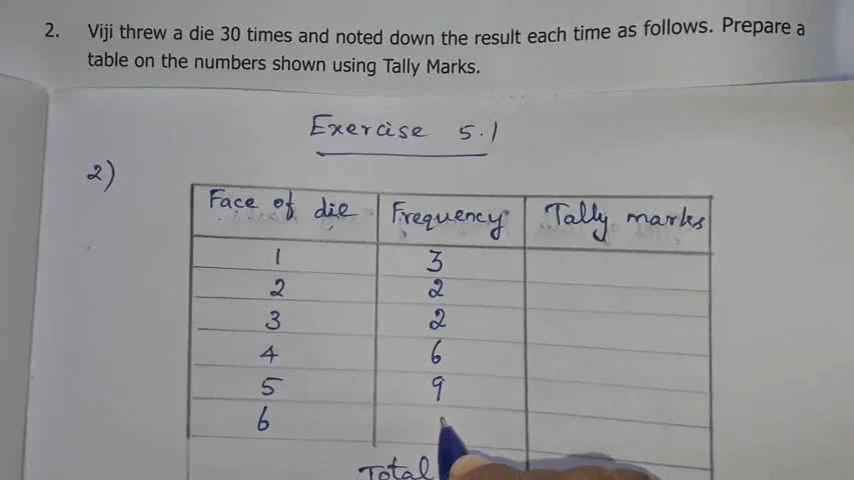 2. Viji threw a die 30 times and noted down the result each time as follows. Prepare a
table on the numbers shown using Tally Marks.
Exercise 5.1
2)
Face of die Frequency Tally marks
1 3
2 2
3 2
4 6
5 9
6
Total